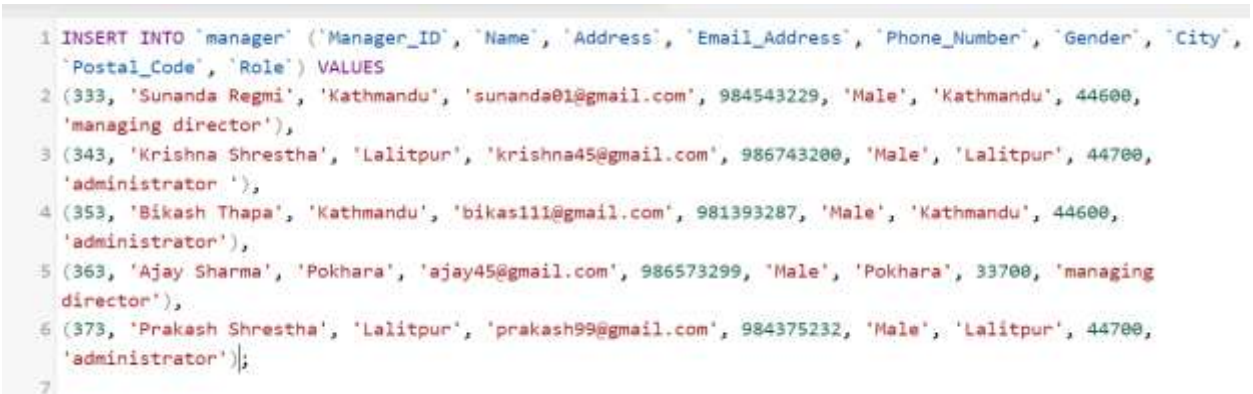 1 INSERT INTO `manager` (`Manager_ID`, `Name`, `Address`, `Email_Address`, `Phone_Number`, `Gender`, `City`,
`Postal_Code`, `Role`) VALUES
2 (333, 'Sunanda Regmi', 'Kathmandu', 'sunanda01@gmail.com', 984543229, 'Male', 'Kathmandu', 44600,
'managing director'),
3 (343, 'Krishna Shrestha', 'Lalitpur', 'krishna45@gmail.com', 986743200, 'Male', 'Lalitpur', 44700,
'administrator '),
4 (353, 'Bikash Thapa', 'Kathmandu', 'bikas111@gmail.com', 981393287, 'Male', 'Kathmandu', 44600,
'administrator'),
5 (363, 'Ajay Sharma', 'Pokhara', 'ajay45@gmail.com', 986573299, 'Male', 'Pokhara', 33700, 'managing
director'),
6 (373, 'Prakash Shrestha', 'Lalitpur', 'prakash99@gmail.com', 984375232, 'Male', 'Lalitpur', 44700,
'administrator');
7